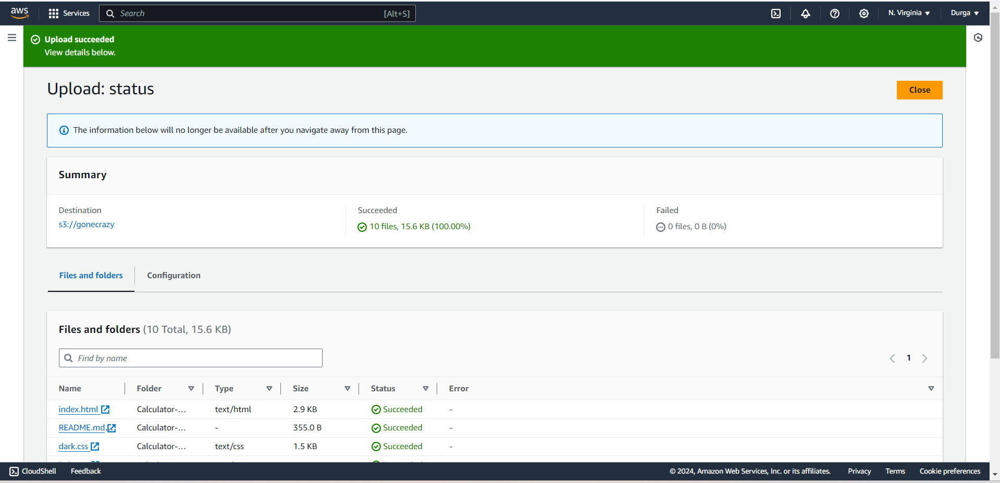 aws
Services
Search
[Alt+S]
N. Virginia
Durga
Upload succeeded
View details below.
Upload: status
Close
The information below will no longer be available after you navigate away from this page.
Summary
Destination
s3://gonecrazy
Succeeded
10 files, 15.6 KB (100.00%)
Failed
0 files, 0 B (0%)
Files and folders
Configuration
Files and folders (10 Total, 15.6 KB)
Find by name
1
Name Folder Type Size Status Error
index.html Calculator-... text/html 2.9 KB Succeeded -
README.md. Calculator-... - 355.0 B Succeeded -
dark.css Calculator-... text/css 1.5 KB Succeeded -
CloudShell
Feedback
© 2024, Amazon Web Services, Inc. or its affiliates.
Privacy
Terms
Cookie preferences